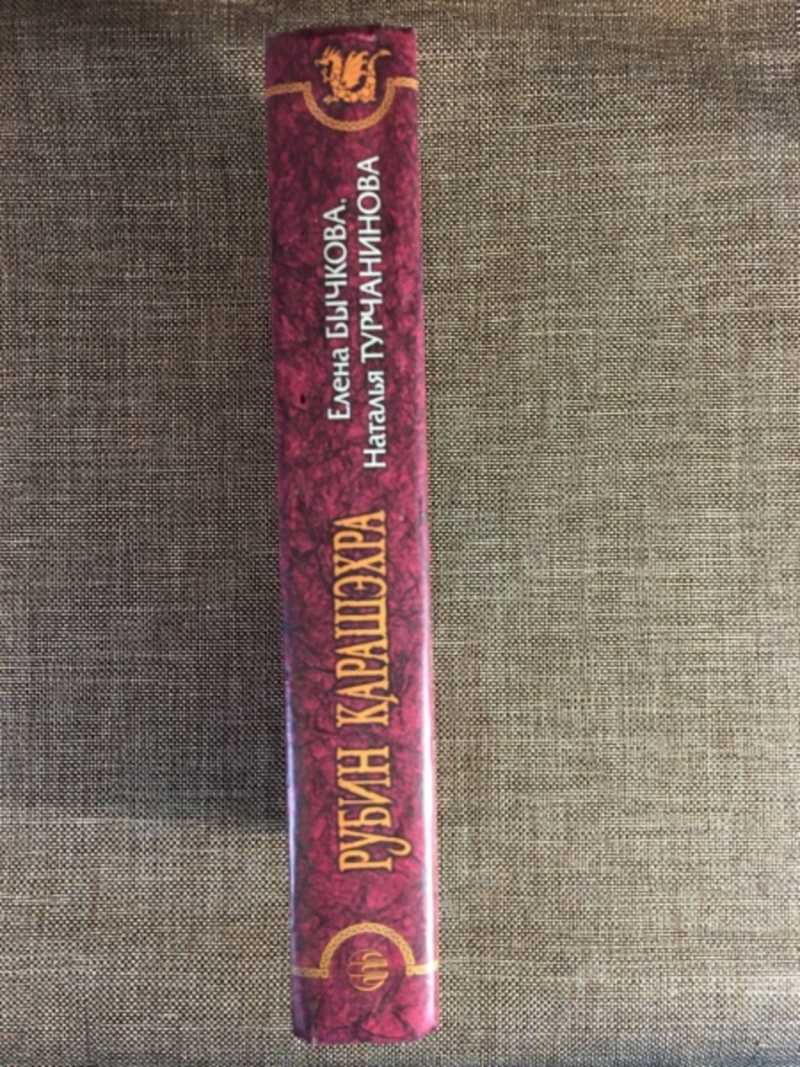 Елена БЫЧКОВА,
Наталья ТУРЧАНИНОВА
РУБИН КАРАШЭХРА